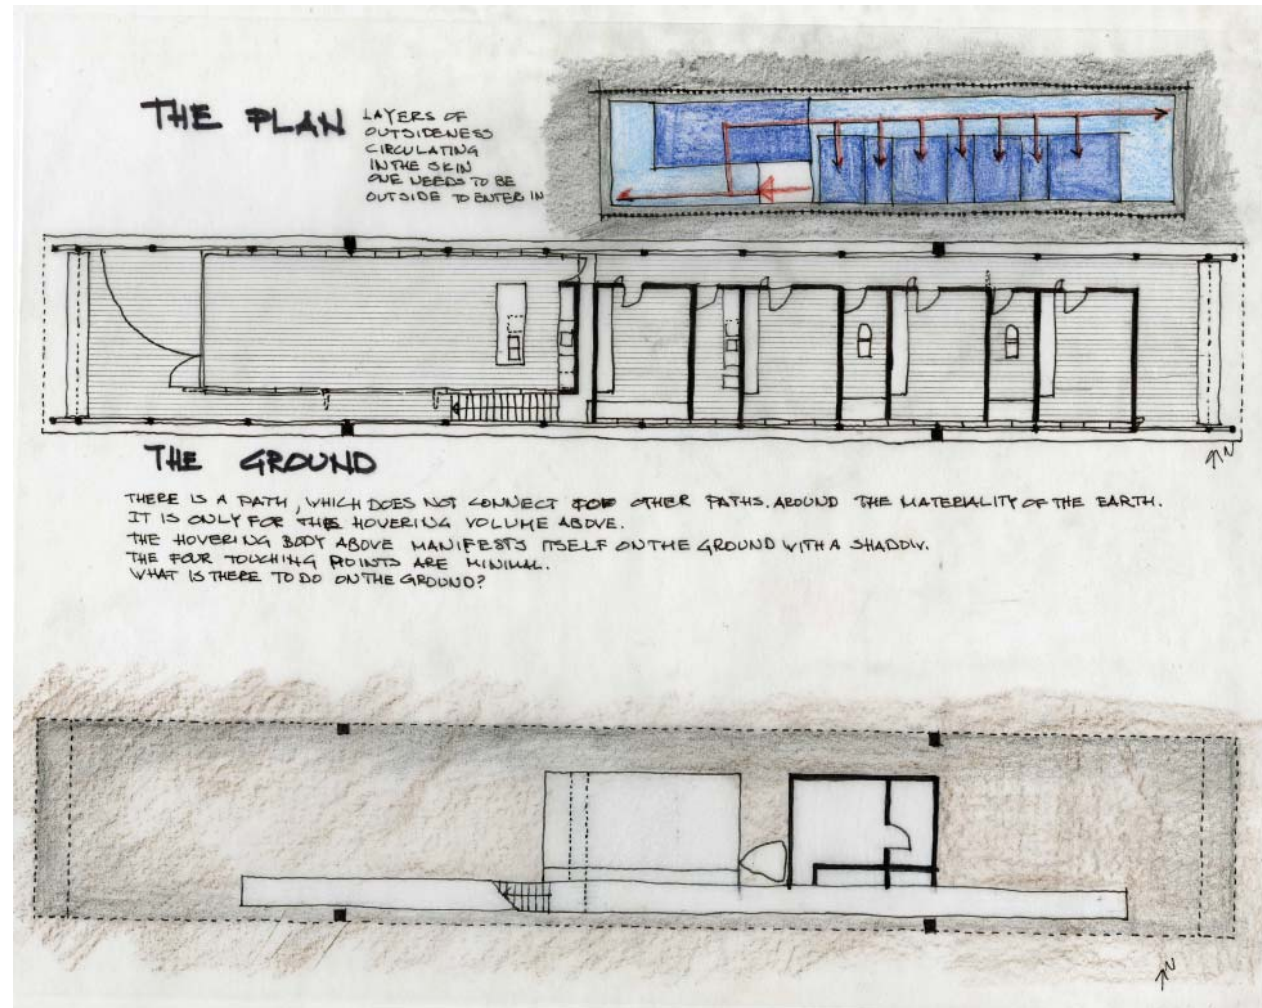 THE PLAN
LAYERS OF
OUTSIDENESS
CIRCULATING
IN THE SKIN
ONE NEEDS TO BE
OUTSIDE TO ENTER IN
N
THE GROUND
THERE IS A PATH, WHICH DOES NOT CONNECT OTHER PATHS. AROUND THE MATERIALITY OF THE EARTH.
IT IS ONLY FOR THE HOVERING VOLUME ABOVE.
THE HOVERING BODY ABOVE MANIFESTS ITSELF ON THE GROUND WITH A SHADOW.
THE FOUR TOUCHING POINTS ARE MINIMAL.
WHAT IS THERE TO DO ON THE GROUND?
N